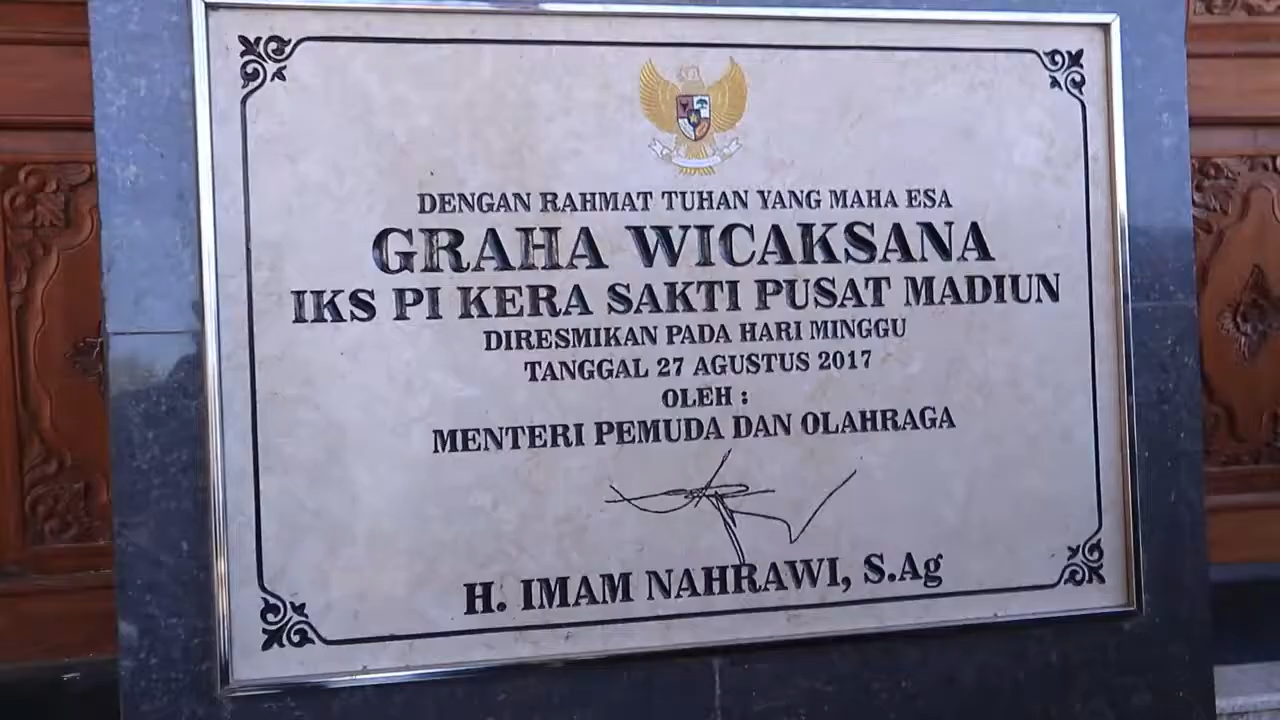 DENGAN RAHMAT TUHAN YANG MAHA ESA
GRAHA WICAKSANA
IKS PI KERA SAKTI PUSAT MADIUN
DIRESMIKAN PADA HARI MINGGU
TANGGAL 27 AGUSTUS 2017
OLEH :
MENTERI PEMUDA DAN OLAHRAGA
H. IMAM NAHRAWI, S.Ag